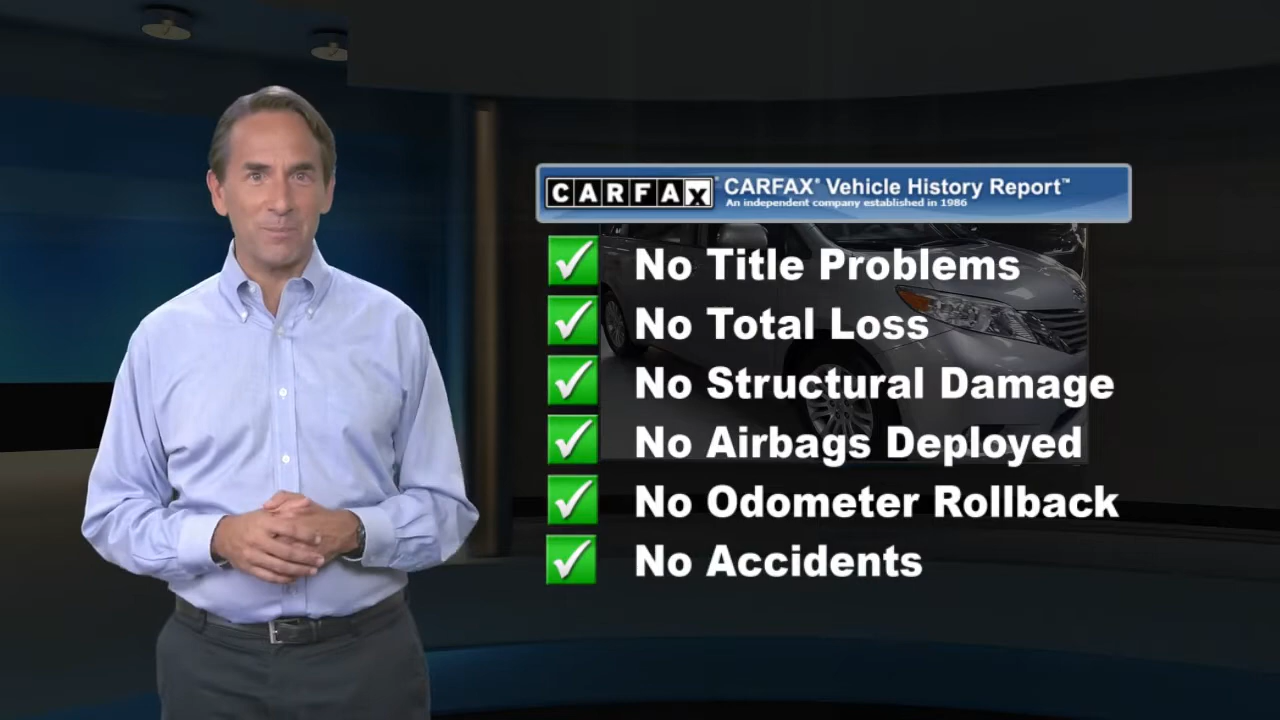 CARFAX® CARFAX® Vehicle History Report™
An independent company established in 1986
No Title Problems
No Total Loss
No Structural Damage
No Airbags Deployed
No Odometer Rollback
No Accidents